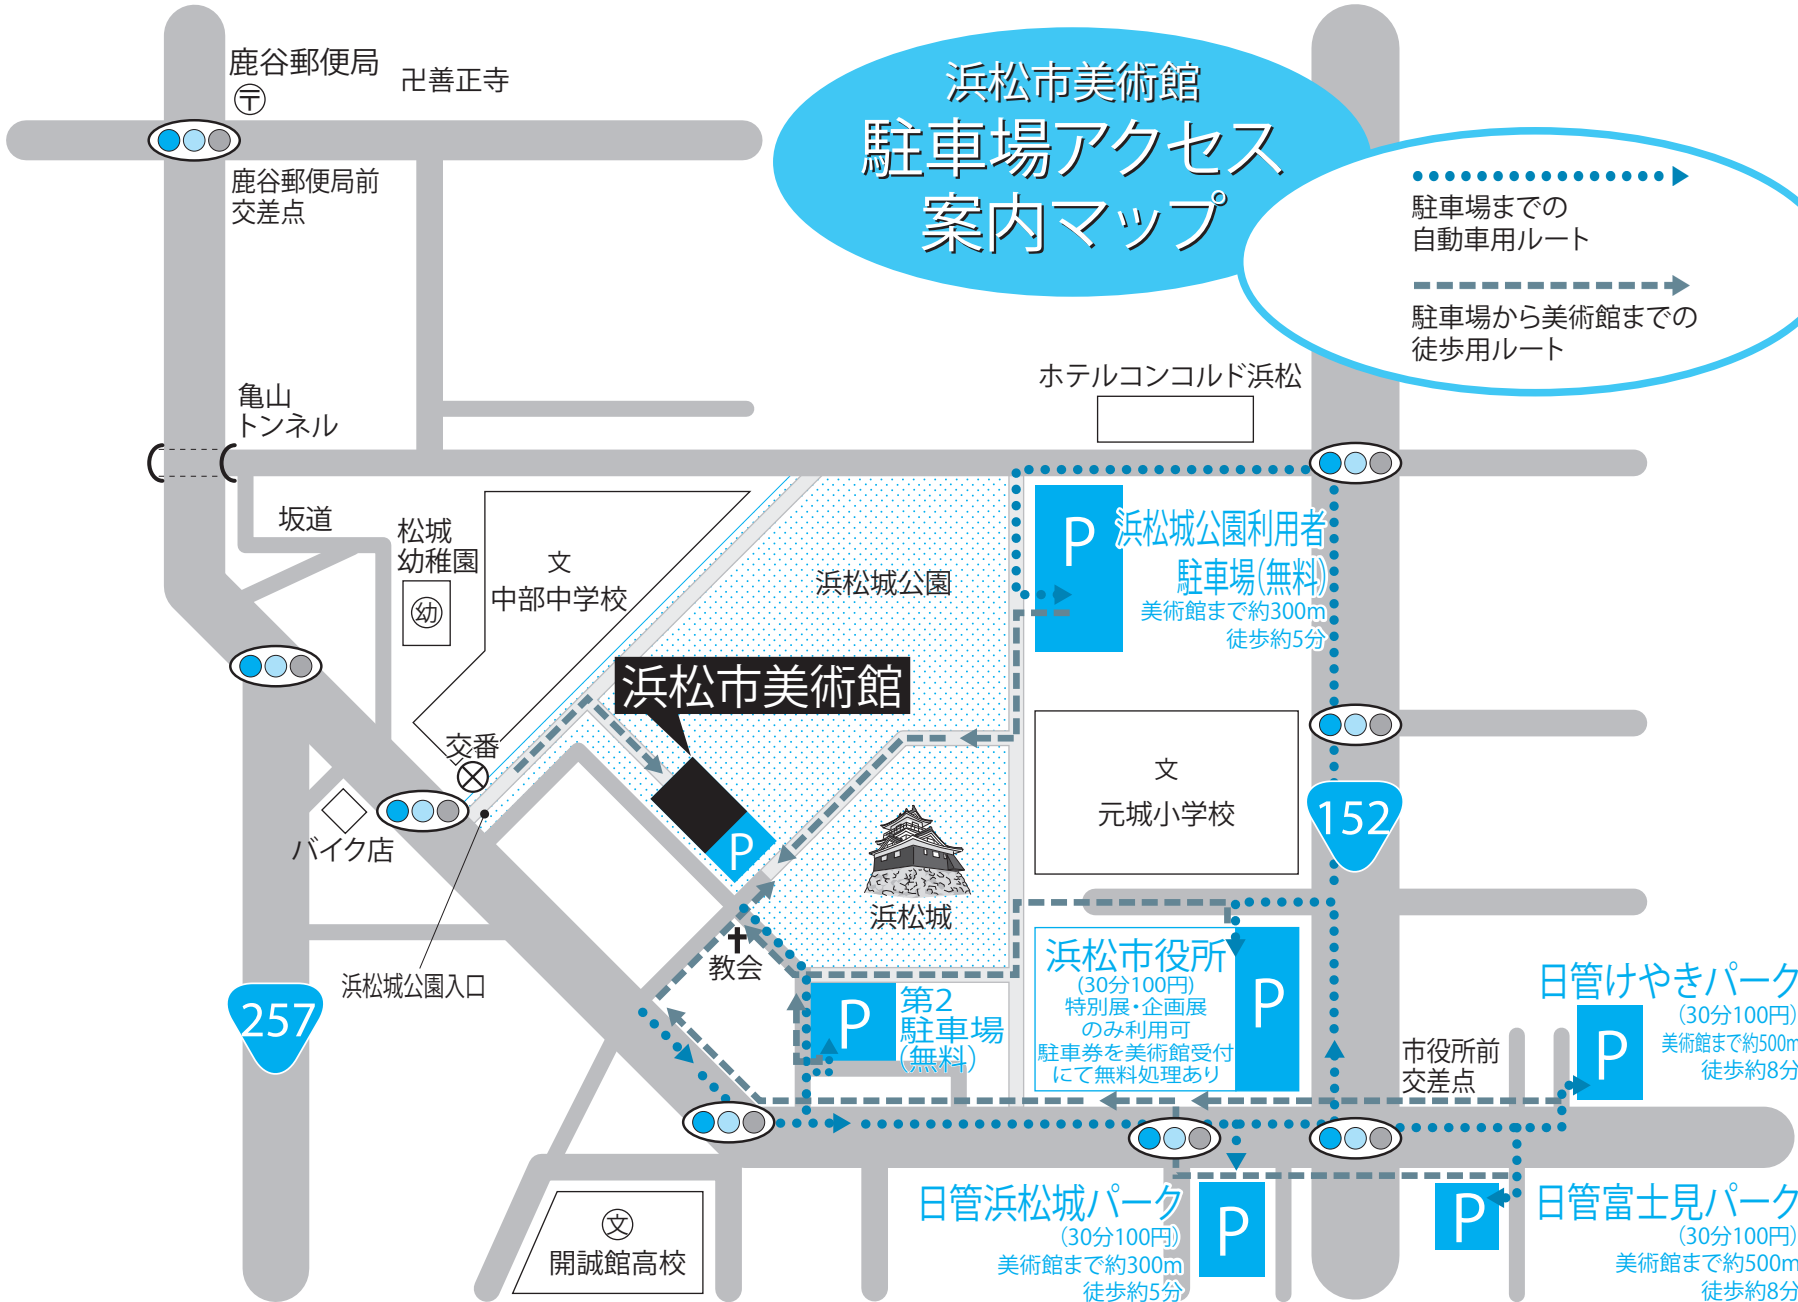 鹿谷郵便局
〒
卍善正寺
鹿谷郵便局前
交差点
浜松市美術館
駐車場アクセス
案内マップ
駐車場までの
自動車用ルート
駐車場から美術館までの
徒歩用ルート
亀山
トンネル
ホテルコンコルド浜松
坂道
松城
幼稚園
幼
文
中部中学校
浜松城公園
P
浜松城公園利用者
駐車場(無料)
美術館まで約300m
徒歩約5分
浜松市美術館
交番
バイク店
P
文
元城小学校
152
浜松城
教会
浜松城公園入口
257
P
第2
駐車場
(無料)
浜松市役所
(30分100円)
特別展・企画展
のみ利用可
駐車券を美術館受付
にて無料処理あり
P
市役所前
交差点
日管けやきパーク
(30分100円)
美術館まで約500m
徒歩約8分
P
文
開誠館高校
日管浜松城パーク
(30分100円)
美術館まで約300m
徒歩約5分
P
P
日管富士見パーク
(30分100円)
美術館まで約500m
徒歩約8分